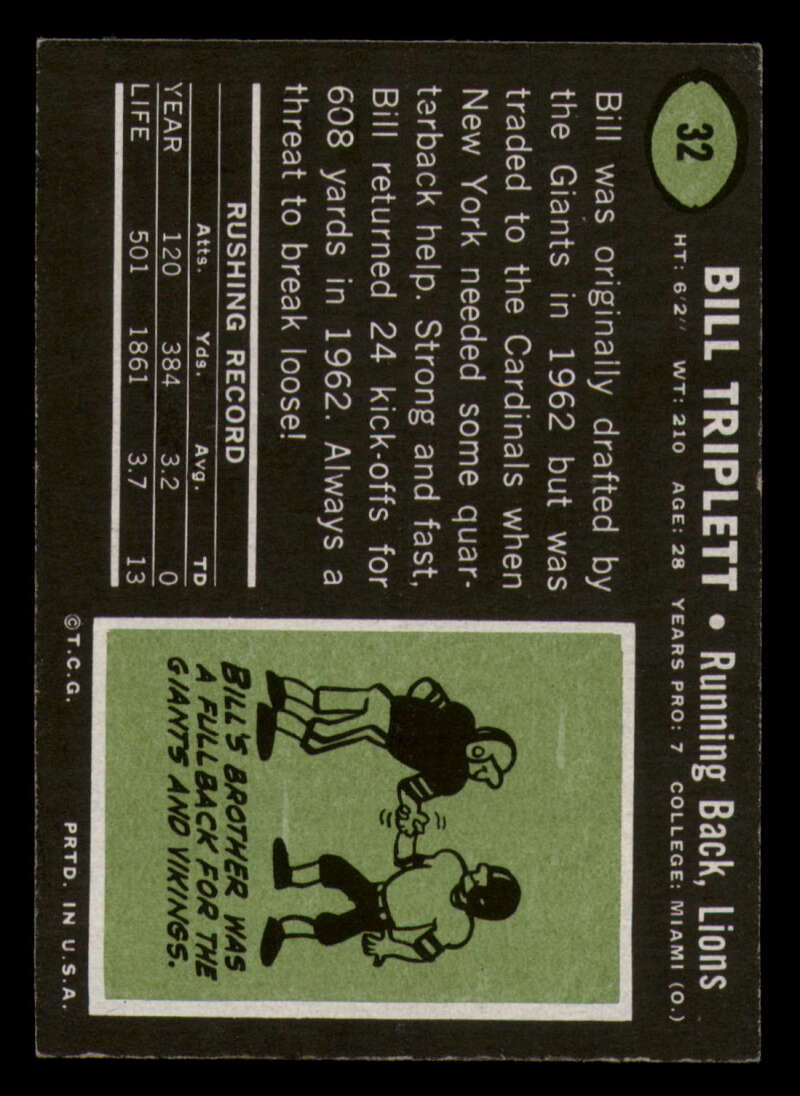 32
BILL TRIPLETT • Running Back, Lions
HT: 6'2" WT: 210 AGE: 28 YEARS PRO: 7 COLLEGE: MIAMI (O.)
Bill was originally drafted by
the Giants in 1962 but was
traded to the Cardinals when
New York needed some quar-
terback help. Strong and fast,
Bill returned 24 kick-offs for
608 yards in 1962. Always a
threat to break loose!
RUSHING RECORD
Atts. Yds. Avg. TD
YEAR 120 384 3.2 0
LIFE 501 1861 3.7 13
BILL'S BROTHER WAS
A FULLBACK FOR THE
GIANTS AND VIKINGS.
©T.C.G. PRTD. IN U.S.A.